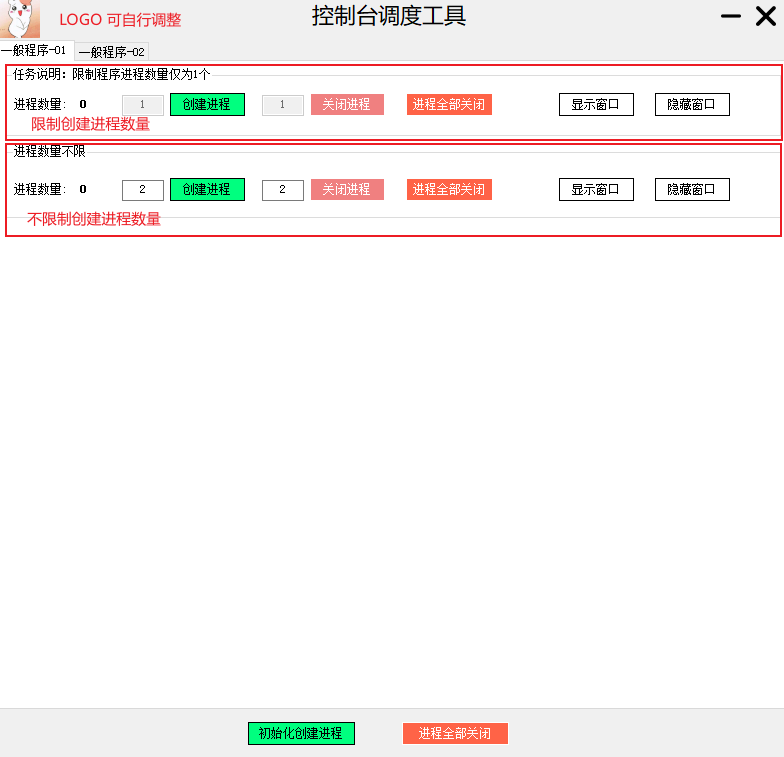 LOGO 可自行调整
控制台调度工具
一般程序-01 一般程序-02
任务说明：限制程序进程数量仅为1个
进程数量： 0 1 创建进程 1 关闭进程 进程全部关闭 显示窗口 隐藏窗口
限制创建进程数量
进程数量不限
进程数量： 0 2 创建进程 2 关闭进程 进程全部关闭 显示窗口 隐藏窗口
不限制创建进程数量
初始化创建进程 进程全部关闭